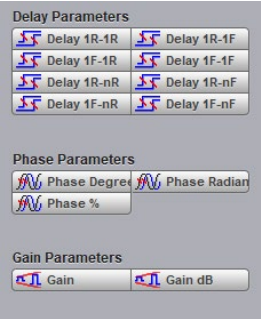 Delay Parameters
Delay 1R-1R Delay 1R-1F
Delay 1F-1R Delay 1F-1F
Delay 1R-nR Delay 1R-nF
Delay 1F-nR Delay 1F-nF
Phase Parameters
Phase Degree Phase Radian
Phase %
Gain Parameters
Gain Gain dB